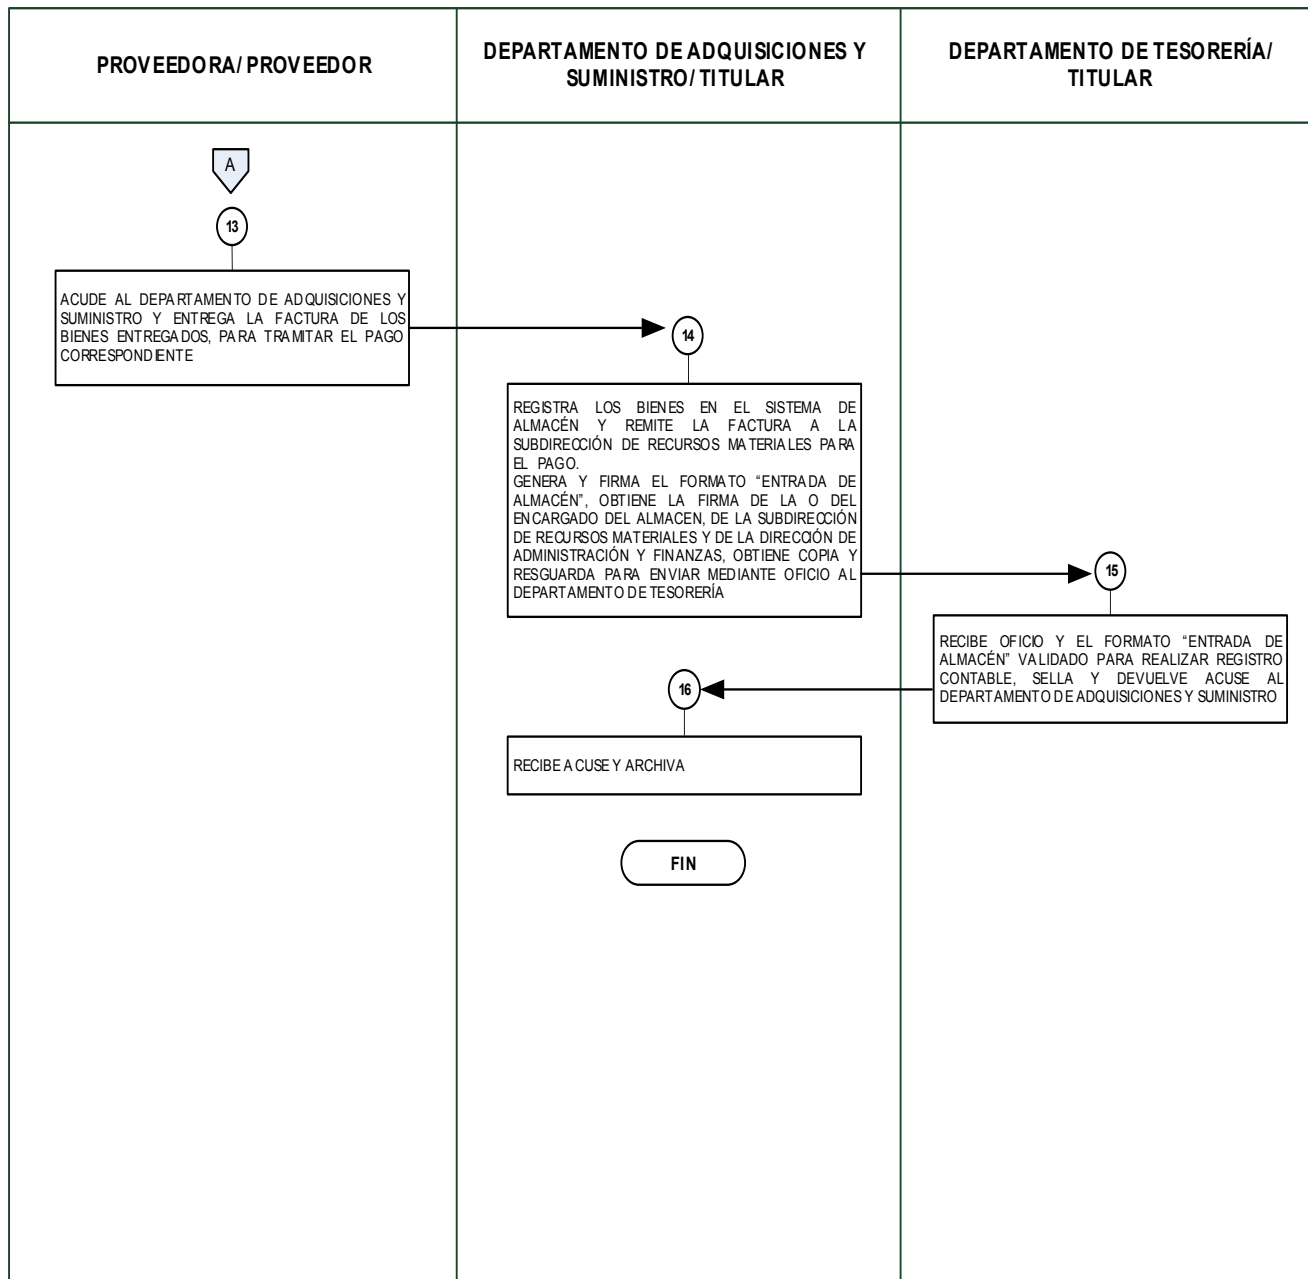 PROVEEDORA/ PROVEEDOR
DEPARTAMENTO DE ADQUISICIONES Y
SUMINISTRO/ TITULAR
DEPARTAMENTO DE TESORERÍA/
TITULAR
A
13
ACUDE AL DEPARTAMENTO DE ADQUISICIONES Y
SUMINISTRO Y ENTREGA LA FACTURA DE LOS
BIENES ENTREGADOS, PARA TRAMITAR EL PAGO
CORRESPONDIENTE
14
REGISTRA LOS BIENES EN EL SISTEMA DE
ALMACÉN Y REMITE LA FACTURA A LA
SUBDIRECCIÓN DE RECURSOS MATERIALES PARA
EL PAGO.
GENERA Y FIRMA EL FORMATO “ENTRADA DE
ALMACÉN”, OBTIENE LA FIRMA DE LA O DEL
ENCARGADO DEL ALMACEN, DE LA SUBDIRECCIÓN
DE RECURSOS MATERIALES Y DE LA DIRECCIÓN DE
ADMINISTRACIÓN Y FINANZAS, OBTIENE COPIA Y
RESGUARDA PARA ENVIAR MEDIANTE OFICIO AL
DEPARTAMENTO DE TESORERÍA
15
RECIBE OFICIO Y EL FORMATO “ENTRADA DE
ALMACÉN” VALIDADO PARA REALIZAR REGISTRO
CONTABLE, SELLA Y DEVUELVE ACUSE AL
DEPARTAMENTO DE ADQUISICIONES Y SUMINISTRO
16
RECIBE ACUSE Y ARCHIVA
FIN